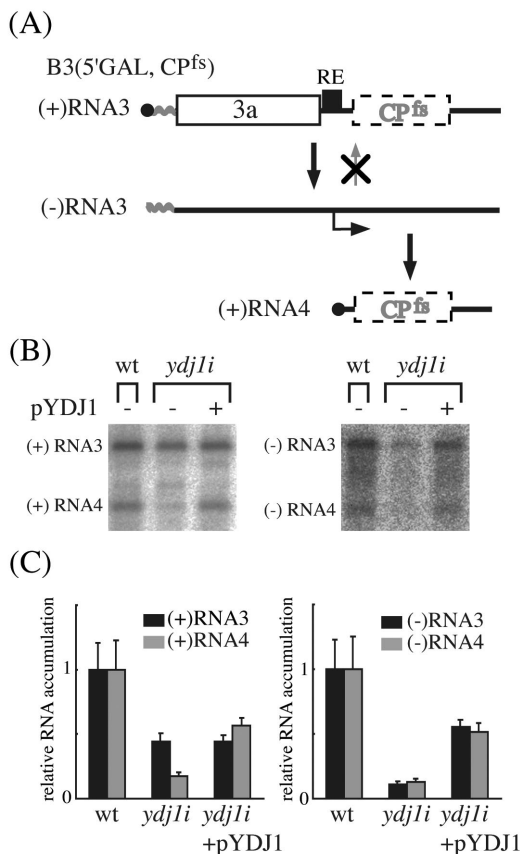 (A)
B3(5'GAL, CPfs)
RE
(+)RNA3
3a
CPfs
(-)RNA3
(+)RNA4
CPfs
(B)
wt
ydj1i
wt
ydj1i
pYDJ1
-
-
+
-
-
+
(+) RNA3
(-) RNA3
(+) RNA4
(-) RNA4
(C)
relative RNA accumulation
1
0
(+)RNA3
(+)RNA4
wt
ydj1i
ydj1i
+pYDJ1
relative RNA accumulation
1
0
(-)RNA3
(-)RNA4
wt
ydj1i
ydj1i
+pYDJ1